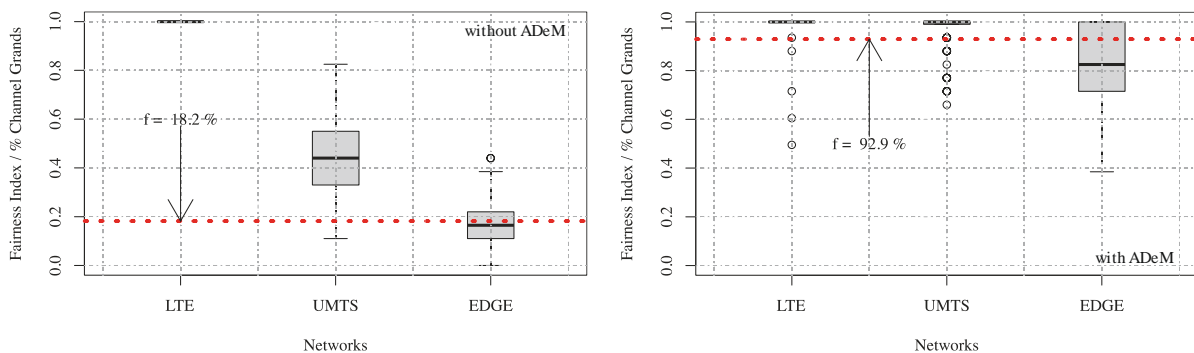 Fairness Index / % Channel Grands
1.0
0.8
0.6
0.4
0.2
0.0
without ADeM
f = 18.2 %
LTE
UMTS
EDGE
Networks
Fairness Index / % Channel Grands
1.0
0.8
0.6
0.4
0.2
0.0
f = 92.9 %
with ADeM
LTE
UMTS
EDGE
Networks